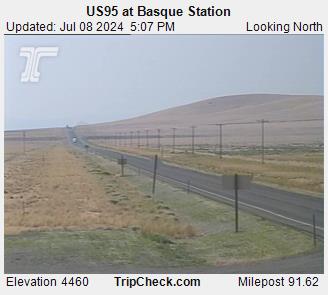 US95 at Basque Station
Updated: Jul 08 2024 5:07 PM Looking North
Elevation 4460 TripCheck.com Milepost 91.62